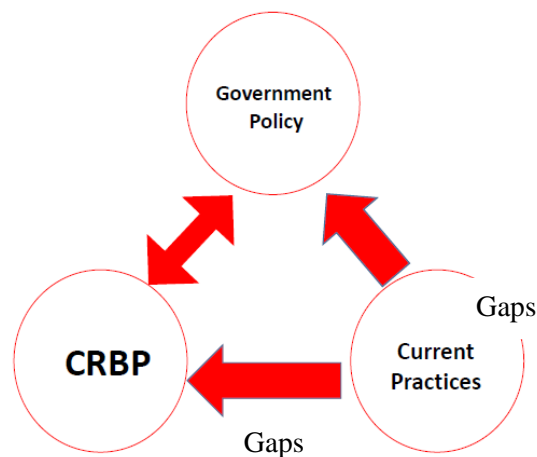 Government
Policy
Gaps
CRBP
Current
Practices
Gaps